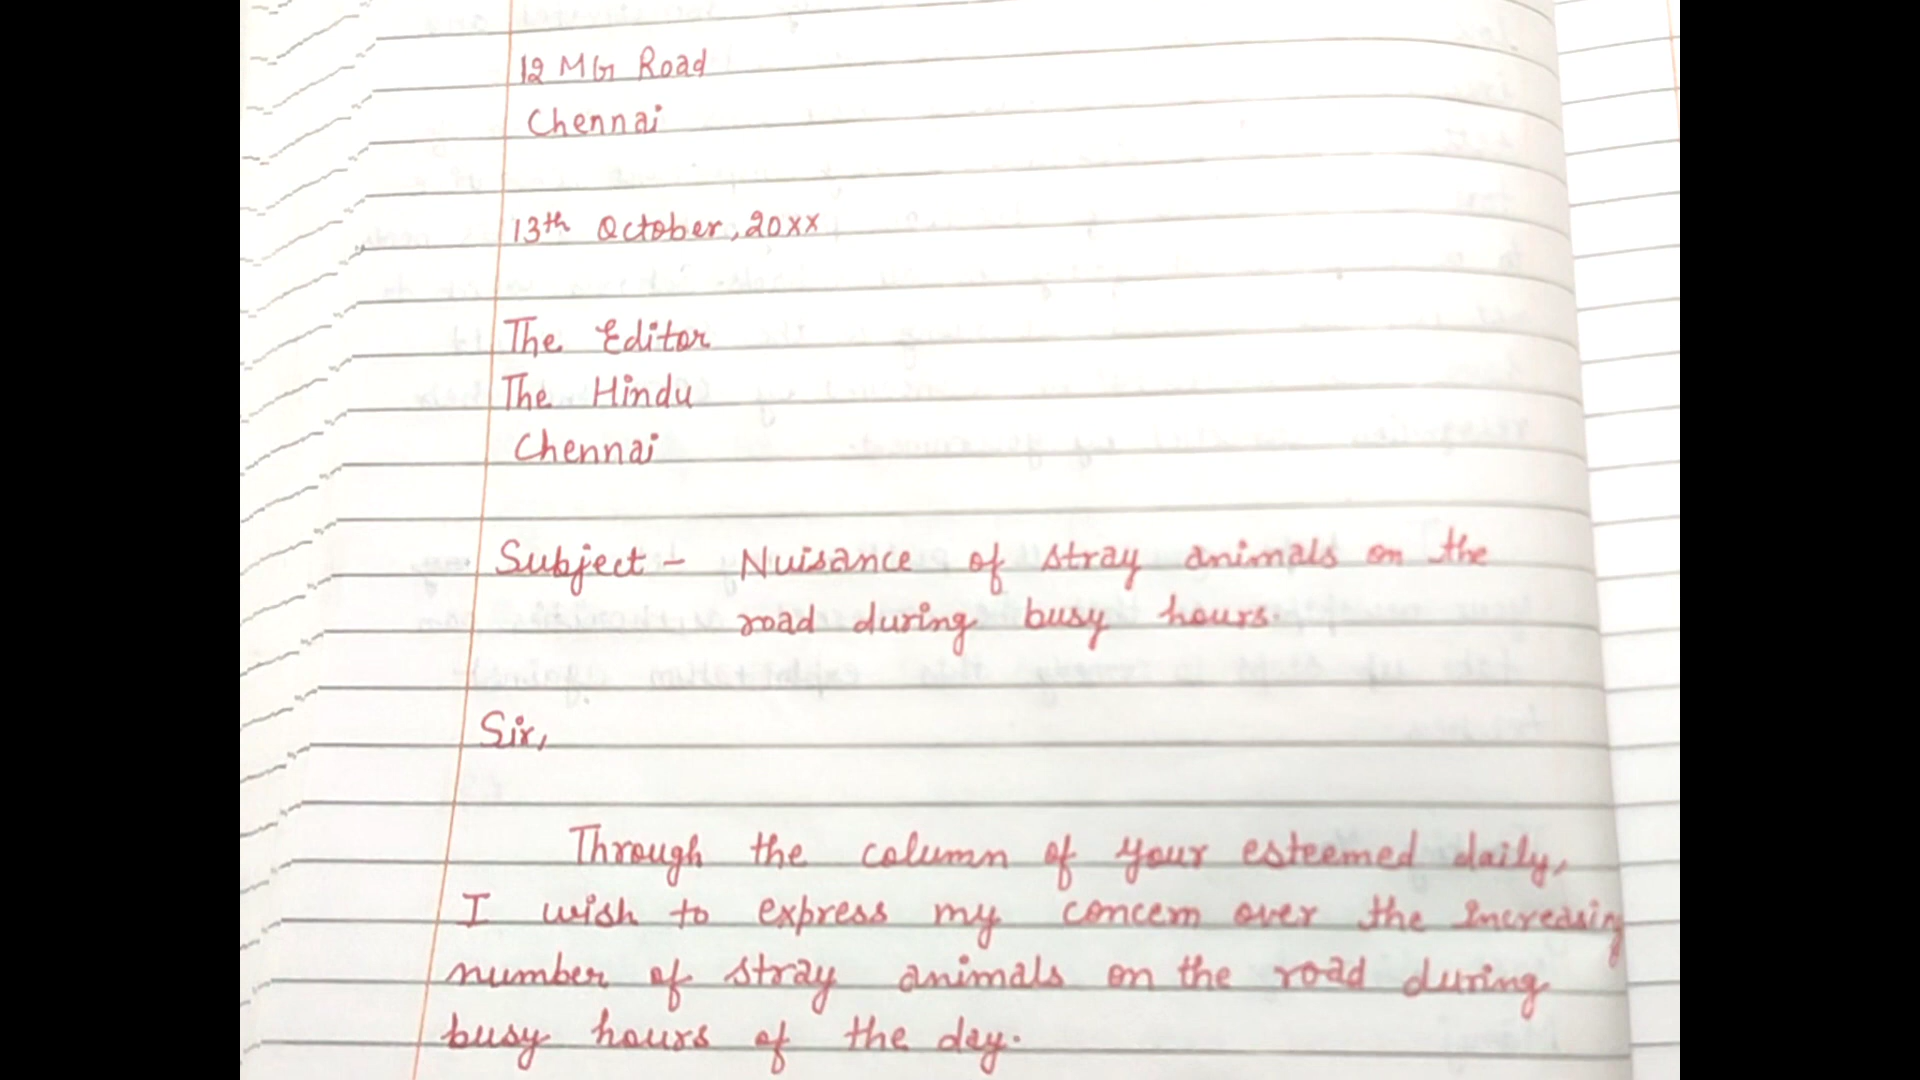 12 MG Road
Chennai
13th October, 20xx
The Editor
The Hindu
Chennai
Subject - Nuisance of stray animals on the
road during busy hours.
Sir,
Through the column of your esteemed daily,
I wish to express my concern over the Increasing
number of stray animals on the road during
busy hours of the day.